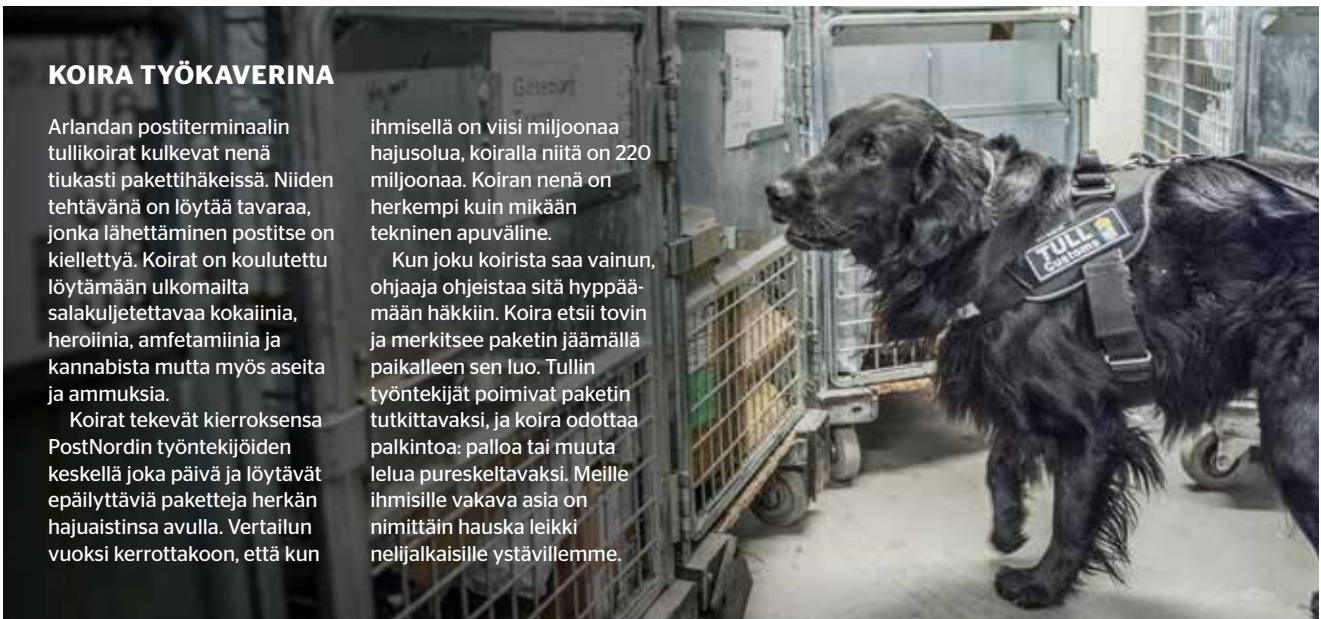 KOIRA TYÖKAVERINA
Arlandan postiterminaalin
tullikoirat kulkevat nenä
tiukasti pakettihäkeissä. Niiden
tehtävänä on löytää tavaraa,
jonka lähettäminen postitse on
kiellettyä. Koirat on koulutettu
löytämään ulkomailta
salakuljetettavaa kokaiinia,
heroiinia, amfetamiinia ja
kannabista mutta myös aseita
ja ammuksia.
Koirat tekevät kierroksensa
PostNordin työntekijöiden
keskellä joka päivä ja löytävät
epäilyttäviä paketteja herkän
hajuaistinsa avulla. Vertailun
vuoksi kerrottakoon, että kun
ihmisellä on viisi miljoonaa
hajusolua, koiralla niitä on 220
miljoonaa. Koiran nenä on
herkempi kuin mikään
tekninen apuväline.
Kun joku koirista saa vainun,
ohjaaja ohjeistaa sitä hyppää-
mään häkkiin. Koira etsii tovin
ja merkitsee paketin jäämällä
paikalleen sen luo. Tullin
työntekijät poimivat paketin
tutkittavaksi, ja koira odottaa
palkintoa: palloa tai muuta
lelua pureskeltavaksi. Meille
ihmisille vakava asia on
nimittäin hauska leikki
nelijalkaisille ystävillemme.
TULL
Customs